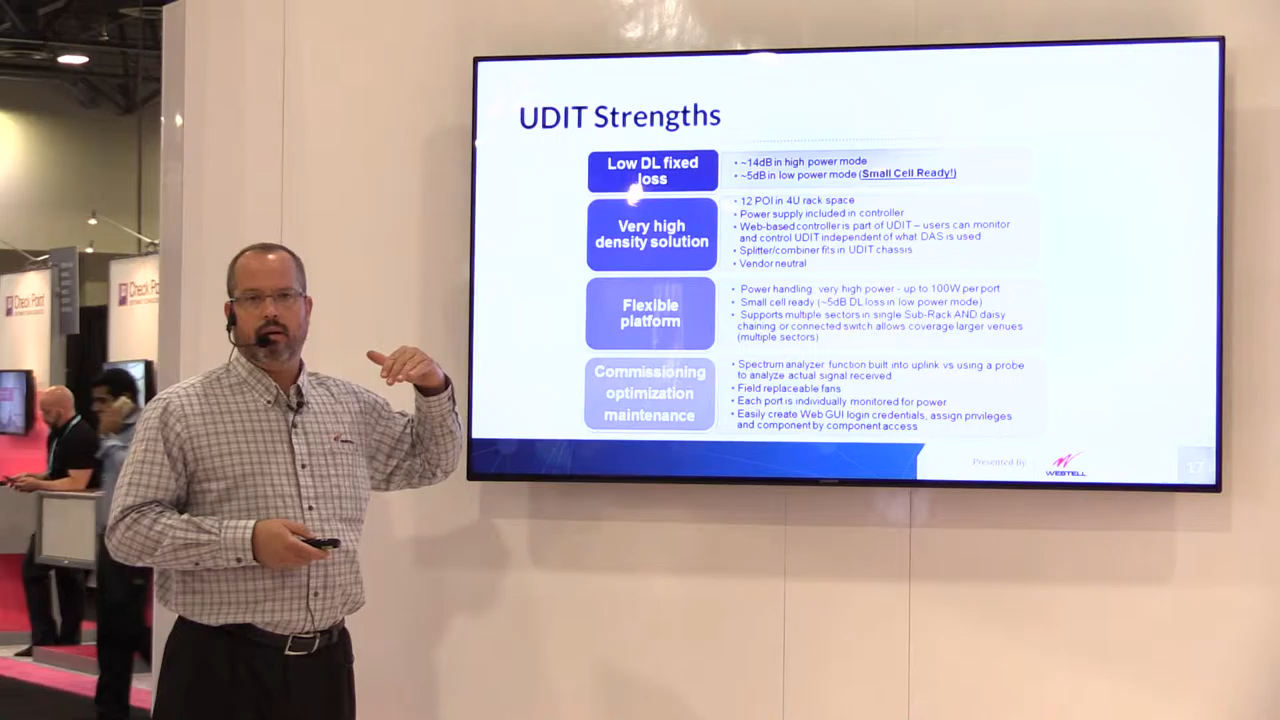 UDIT Strengths
Low DL fixed
loss
• ~14dB in high power mode
• ~5dB in low power mode (Small Cell Ready!)
Very high
density solution
• 12 POI in 4U rack space
• Power supply included in controller
• Web-based controller is part of UDIT – users can monitor
and control UDIT independent of what DAS is used
• Splitter/combiner fits in UDIT chassis
• Vendor neutral
Flexible
platform
• Power handling, very high power - up to 100W per port
• Small cell ready (~5dB DL loss in low power mode)
• Supports multiple sectors in single Sub-Rack AND daisy
chaining or connected switch allows coverage larger venues
(multiple sectors)
Commissioning
optimization
maintenance
• Spectrum analyzer function built into uplink vs using a probe
to analyze actual signal received
• Field replaceable fans
• Each port is individually monitored for power
• Easily create Web GUI login credentials, assign privileges
and component by component access
Presented By
WESTELL
17
Check Point
Check Point